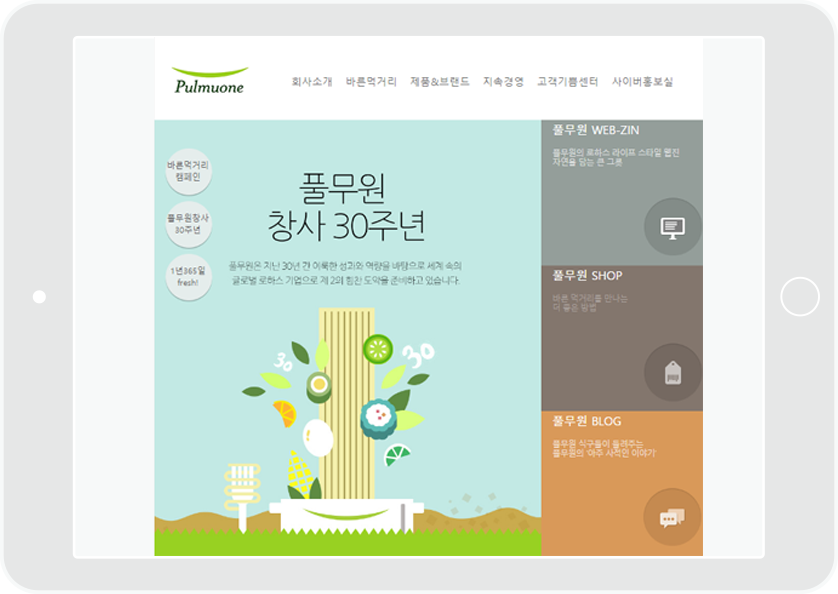 Pulmuone
회사소개 바른먹거리 제품&브랜드 지속경영 고객기쁨센터 사이버홍보실
바른먹거리
캠페인
풀무원창사
30주년
1년365일
fresh!
풀무원
창사 30주년
풀무원은 지난 30년 간 이룩한 성과와 역량을 바탕으로 세계 속의
글로벌 로하스 기업으로 제 2의 힘찬 도약을 준비하고 있습니다.
30
30
풀무원 WEB-ZIN
풀무원의 로하스 라이프 스타일 웹진
자연을 담는 큰 그릇
풀무원 SHOP
바른 먹거리를 만나는
더 좋은 방법
풀무원 BLOG
풀무원 식구들이 들려주는
풀무원의 '아주 사적인 이야기'